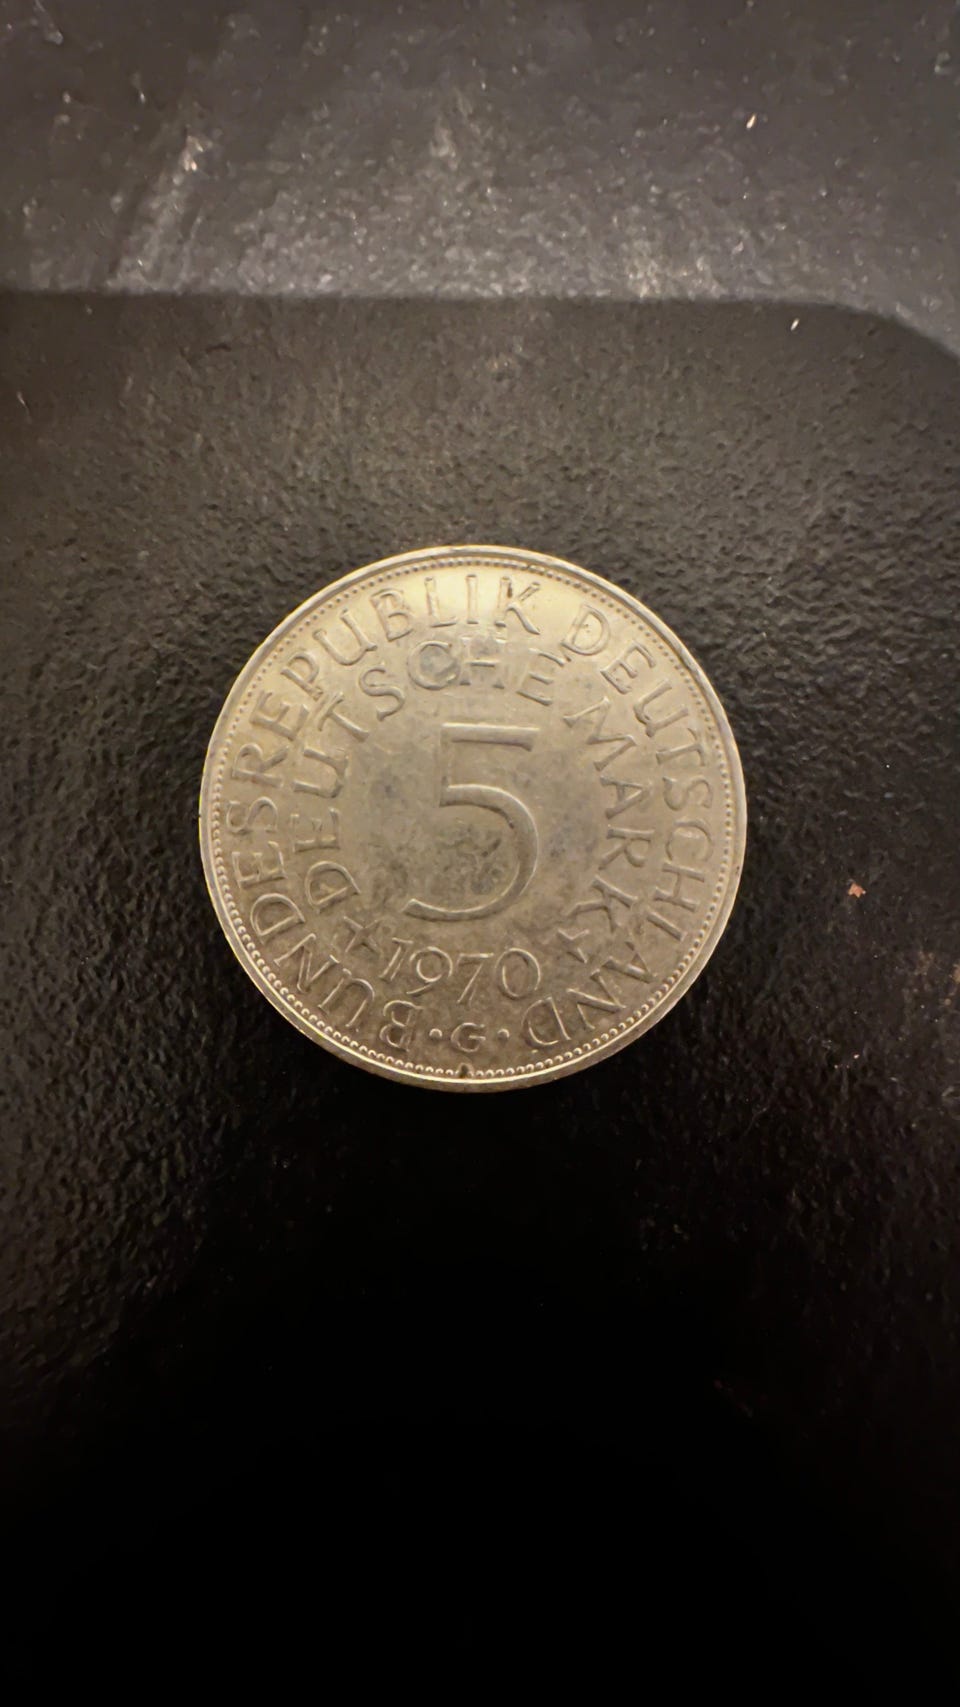 BUNDESREPUBLIK DEUTSCHLAND
DEUTSCHE MARK
5
1970
· G ·